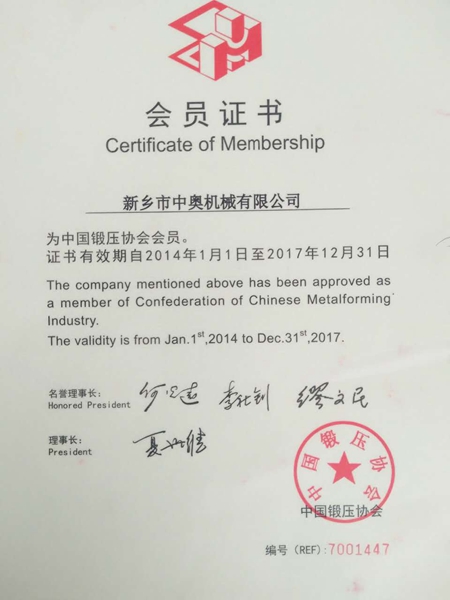 会员证书
Certificate of Membership
新乡市中奥机械有限公司
为中国锻压协会会员。
证书有效期自2014年1月1日至2017年12月31日
The company mentioned above has been approved as
a member of Confederation of Chinese Metalforming
Industry.
The validity is from Jan.1st,2014 to Dec.31st,2017.
名誉理事长:
Honored President
理事长:
President
中国锻压协会
中国锻压协会
编号 (REF):7001447